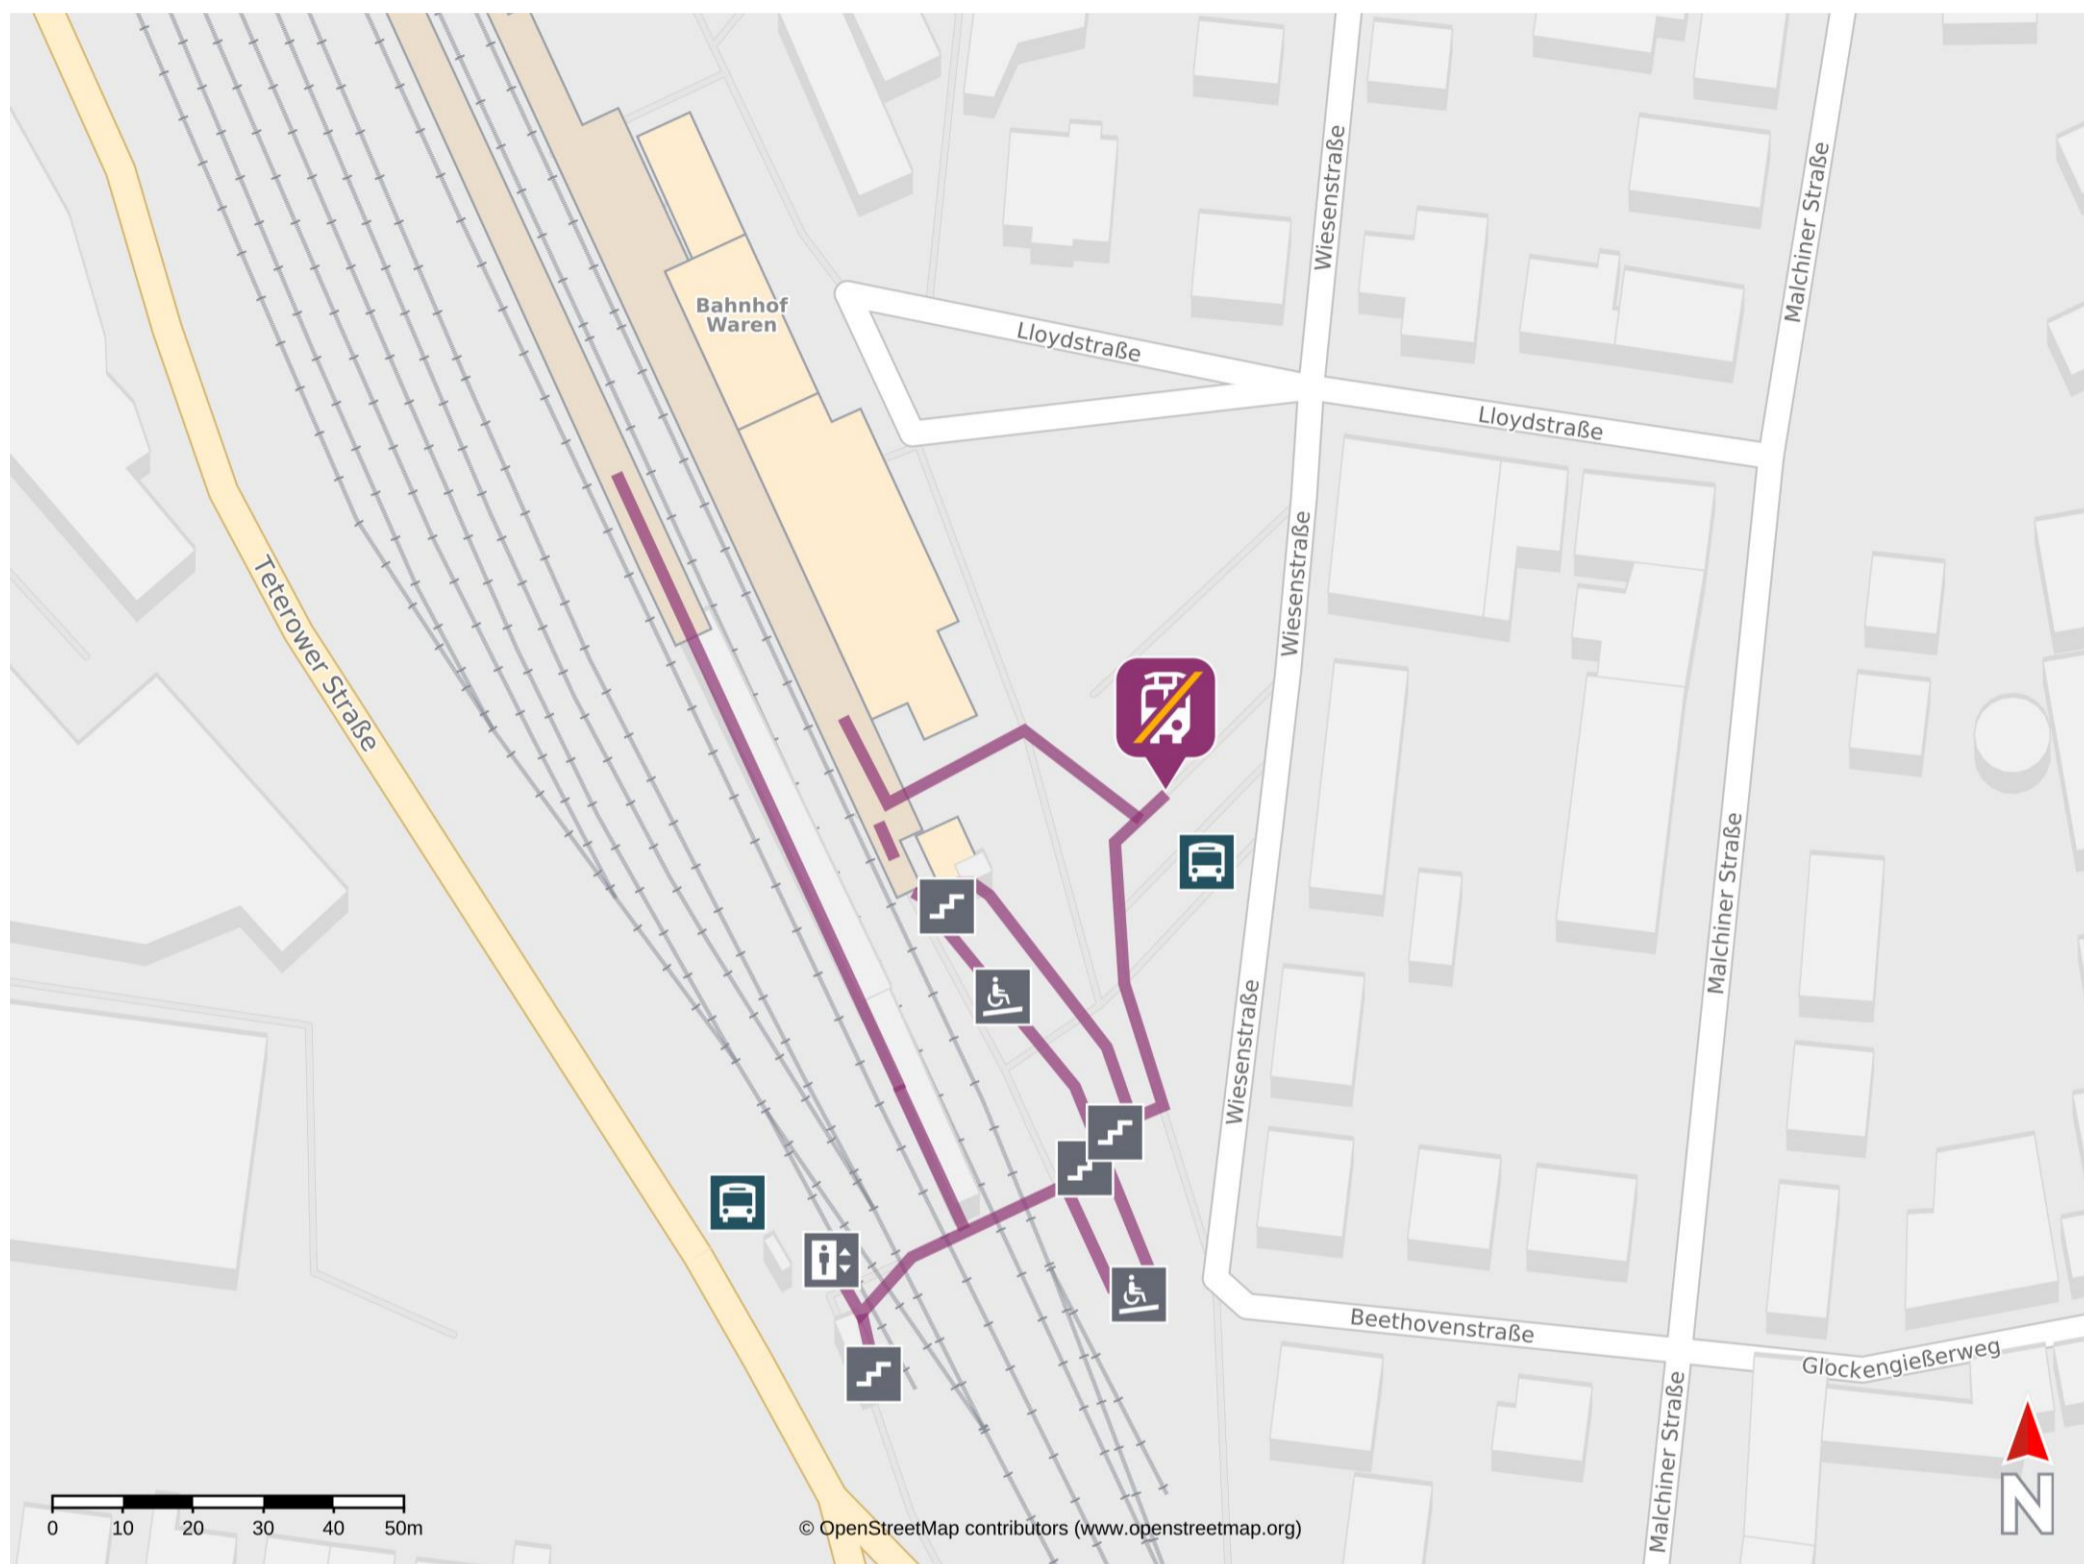 Wiesenstraße
Malchiner Straße
Bahnhof
Waren
Lloydstraße
Lloydstraße
Wiesenstraße
Teterower Straße
Malchiner Straße
Wiesenstraße
Beethovenstraße
Glockengießerweg
Malchiner Straße
0 10 20 30 40 50m
© OpenStreetMap contributors (www.openstreetmap.org)
N